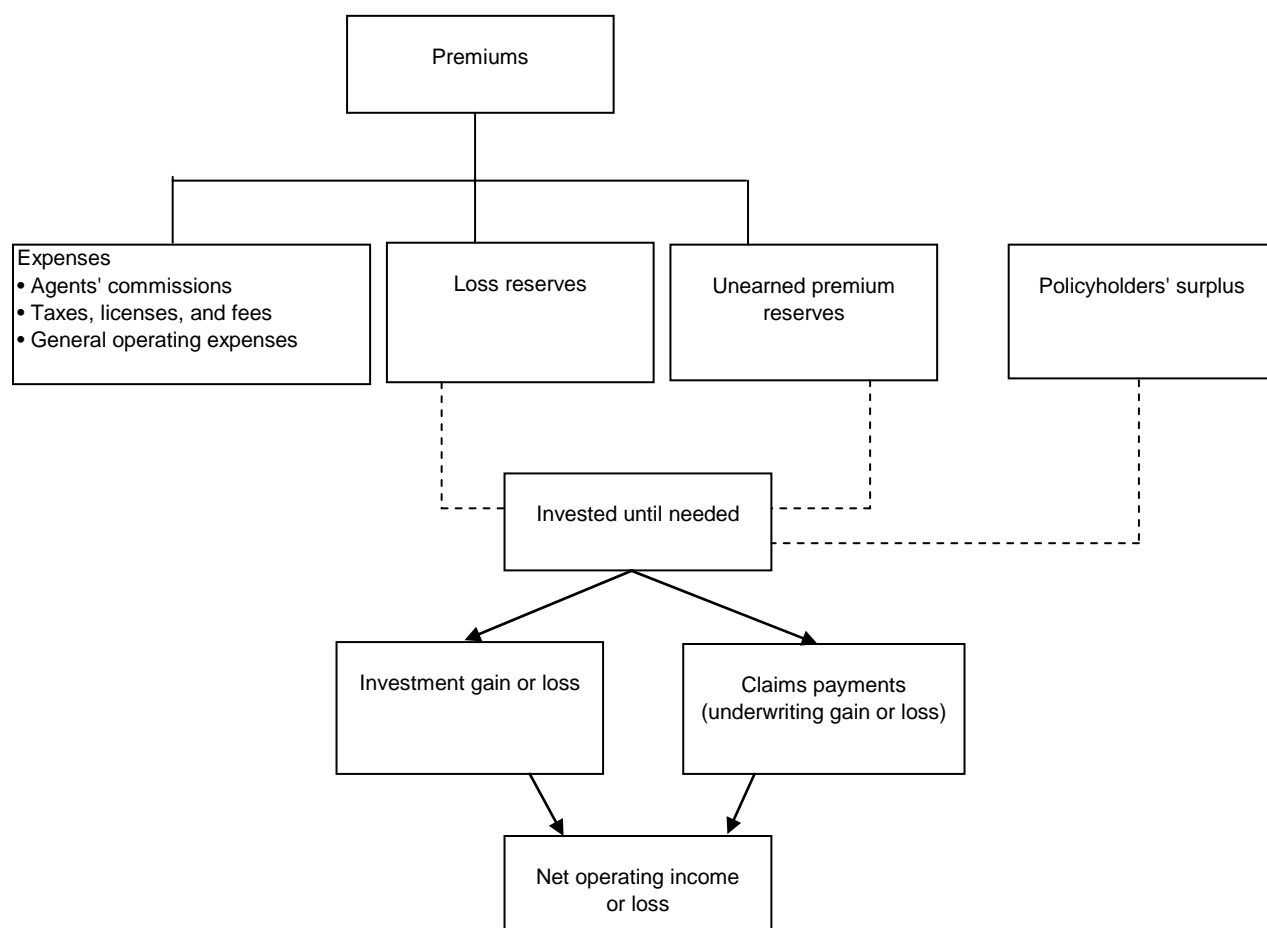 Premiums
Expenses
• Agents' commissions
• Taxes, licenses, and fees
• General operating expenses
Loss reserves
Unearned premium
reserves
Policyholders' surplus
Invested until needed
Investment gain or loss
Claims payments
(underwriting gain or loss)
Net operating income
or loss